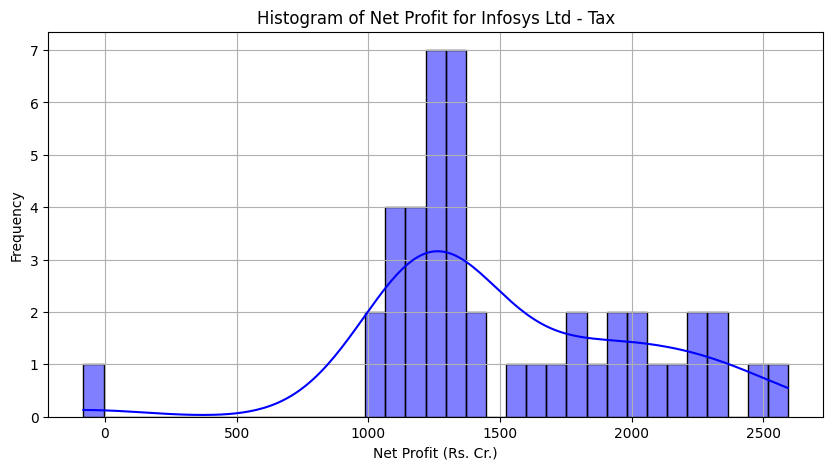 Histogram of Net Profit for Infosys Ltd - Tax
7
6
5
4
3
2
1
0
Frequency
0 500 1000 1500 2000 2500
Net Profit (Rs. Cr.)